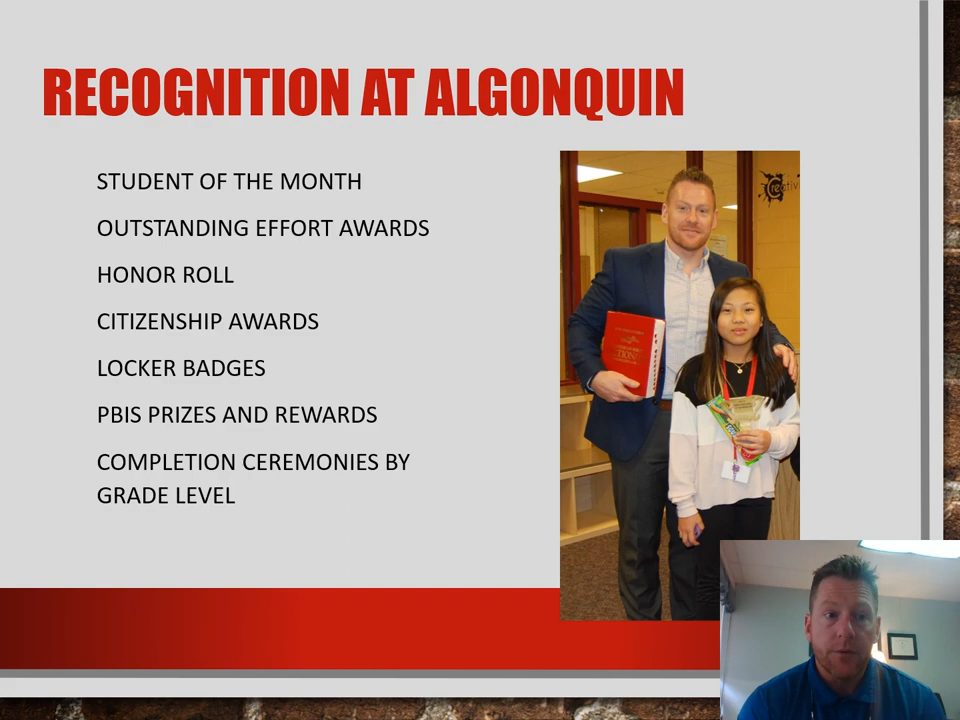 RECOGNITION AT ALGONQUIN
STUDENT OF THE MONTH
OUTSTANDING EFFORT AWARDS
HONOR ROLL
CITIZENSHIP AWARDS
LOCKER BADGES
PBIS PRIZES AND REWARDS
COMPLETION CEREMONIES BY
GRADE LEVEL